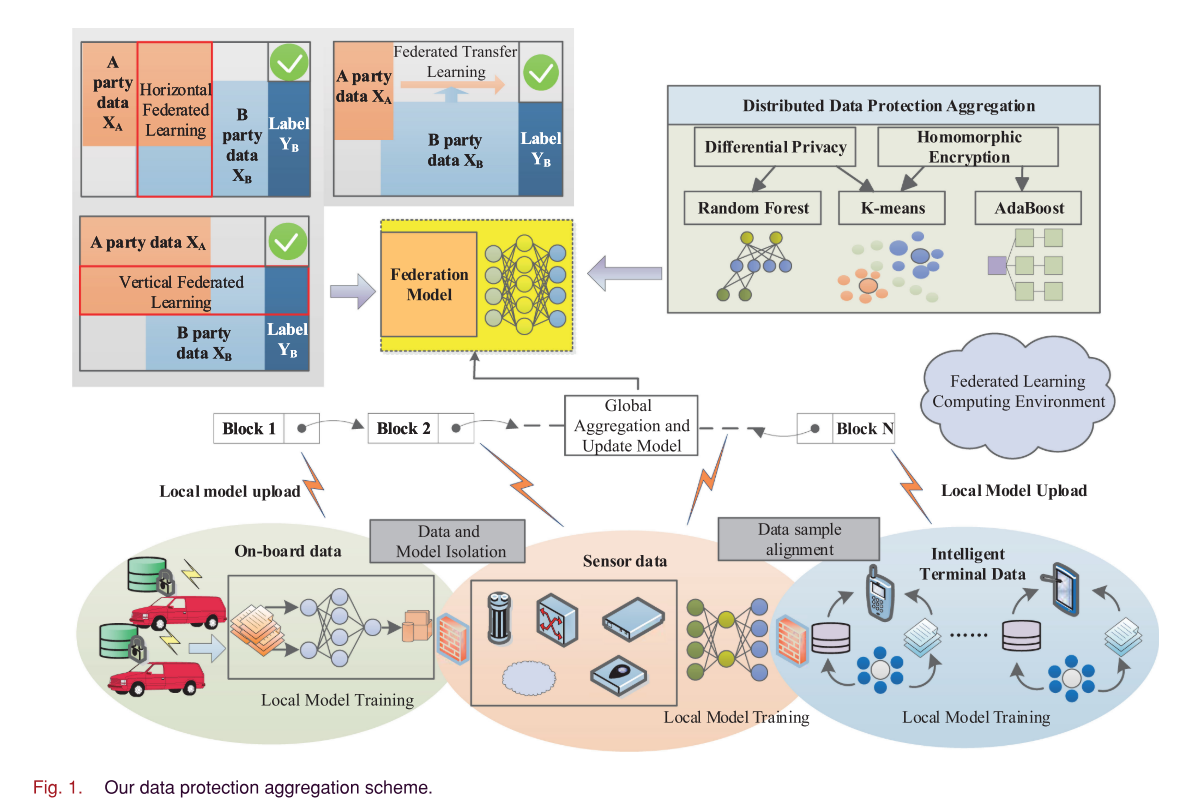 A
party
data
X_A
Horizontal
Federated
Learning
B
party
data
X_B
Label
Y_B
Federated Transfer
Learning
A party
data X_A
B party
data X_B
Label
Y_B
A party data X_A
Vertical Federated
Learning
B party
data X_B
Label
Y_B
Federation
Model
Distributed Data Protection Aggregation
Differential Privacy
Homomorphic
Encryption
Random Forest
K-means
AdaBoost
Federated Learning
Computing Environment
Block 1
Block 2
Global
Aggregation and
Update Model
Block N
Local model upload
Local Model Upload
Data and
Model Isolation
Data sample
alignment
On-board data
Sensor data
Intelligent
Terminal Data
Local Model Training
Local Model Training
Local Model Training
Fig. 1. Our data protection aggregation scheme.